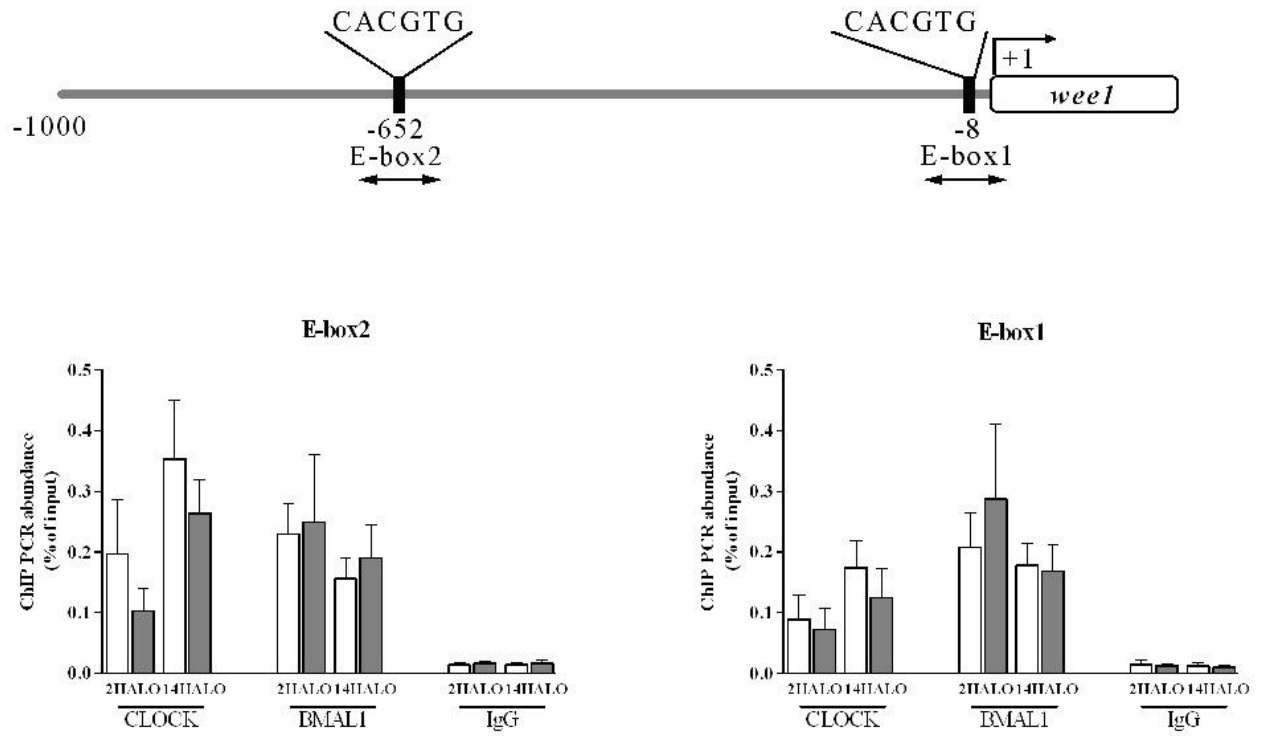 CACGTG CACGTG
+1
wee1
-1000 -652 -8
E-box2 E-box1
E-box2
ChIP PCR abundance
(% of input)
0.5
0.4
0.3
0.2
0.1
0.0
2HALO 14HALO 2HALO 14HALO 2HALO 14HALO
CLOCK BMAL1 IgG
E-box1
ChIP PCR abundance
(% of input)
0.5
0.4
0.3
0.2
0.1
0.0
2HALO 14HALO 2HALO 14HALO 2HALO 14HALO
CLOCK BMAL1 IgG